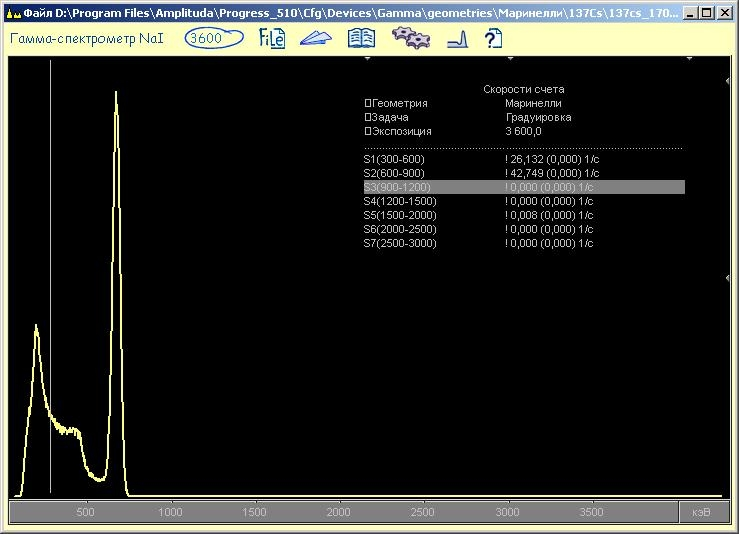 Файл D:\Program Files\Amplituda\Progress_510\Cfg\Devices\Gamma\geometries\Маринелли\137Cs\137cs_170...
Гамма-спектрометр NaI 3600 File
Скорости счета
Геометрия Маринелли
Задача Градуировка
Экспозиция 3 600,0
S1(300-600) ! 26,132 (0,000) 1/с
S2(600-900) ! 42,749 (0,000) 1/с
S3(900-1200) ! 0,000 (0,000) 1/с
S4(1200-1500) ! 0,000 (0,000) 1/с
S5(1500-2000) ! 0,008 (0,000) 1/с
S6(2000-2500) ! 0,000 (0,000) 1/с
S7(2500-3000) ! 0,000 (0,000) 1/с
500 1000 1500 2000 2500 3000 3500 кэВ